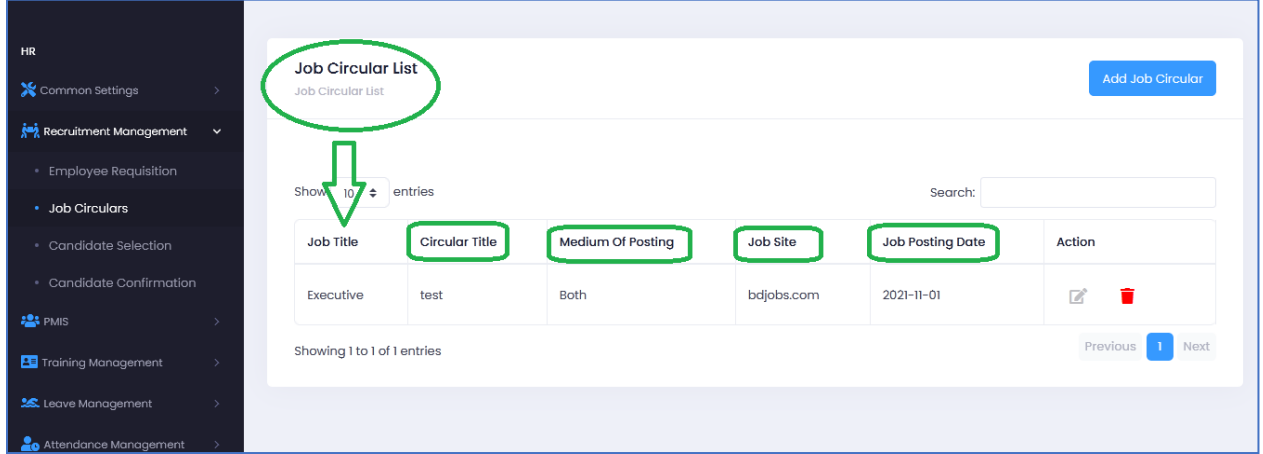 HR
Common Settings
Recruitment Management
Employee Requisition
Job Circulars
Candidate Selection
Candidate Confirmation
PMIS
Training Management
Leave Management
Attendance Management
Job Circular List
Job Circular List
Add Job Circular
Show 10 entries
Search:
Job Title Circular Title Medium Of Posting Job Site Job Posting Date Action
Executive test Both bdjobs.com 2021-11-01
Showing 1 to 1 of 1 entries
Previous 1 Next